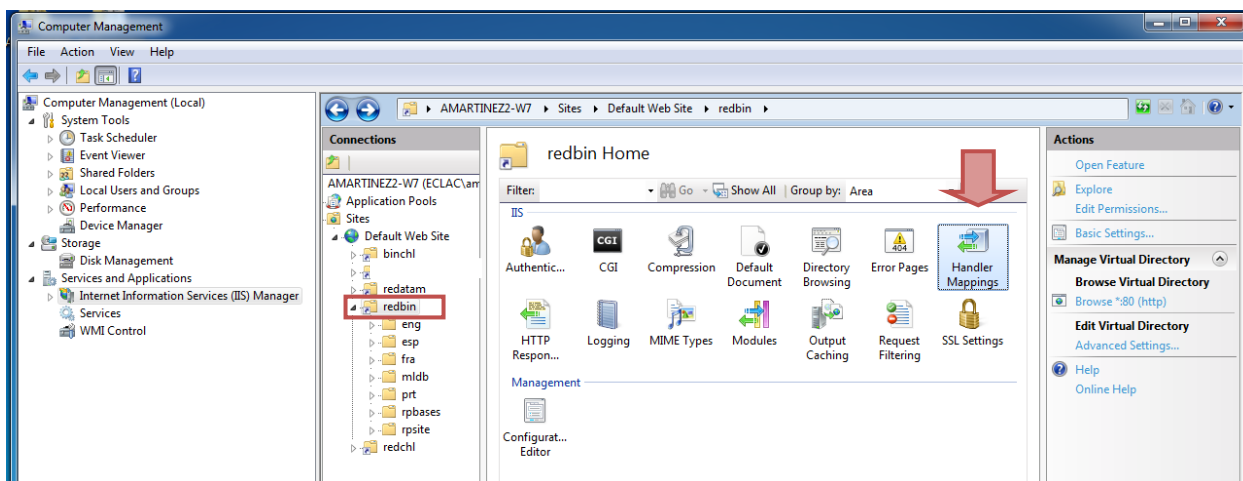 Computer Management
File Action View Help
Computer Management (Local)
System Tools
Task Scheduler
Event Viewer
Shared Folders
Local Users and Groups
Performance
Device Manager
Storage
Disk Management
Services and Applications
Internet Information Services (IIS) Manager
Services
WMI Control
AMARTINEZ2-W7 Sites Default Web Site redbin
Connections
AMARTINEZ2-W7 (ECLAC\am
Application Pools
Sites
Default Web Site
binchl
redatam
redbin
eng
esp
fra
mldb
prt
rpbases
rpsite
redchl
redbin Home
Filter: Go Show All Group by: Area
IIS
Authentic... CGI Compression Default Document Directory Browsing Error Pages 404 Handler Mappings
HTTP Respon... Logging MIME Types Modules Output Caching Request Filtering SSL Settings
Management
Configurat... Editor
Actions
Open Feature
Explore
Edit Permissions...
Basic Settings...
Manage Virtual Directory
Browse Virtual Directory
Browse *:80 (http)
Edit Virtual Directory
Advanced Settings...
Help
Online Help